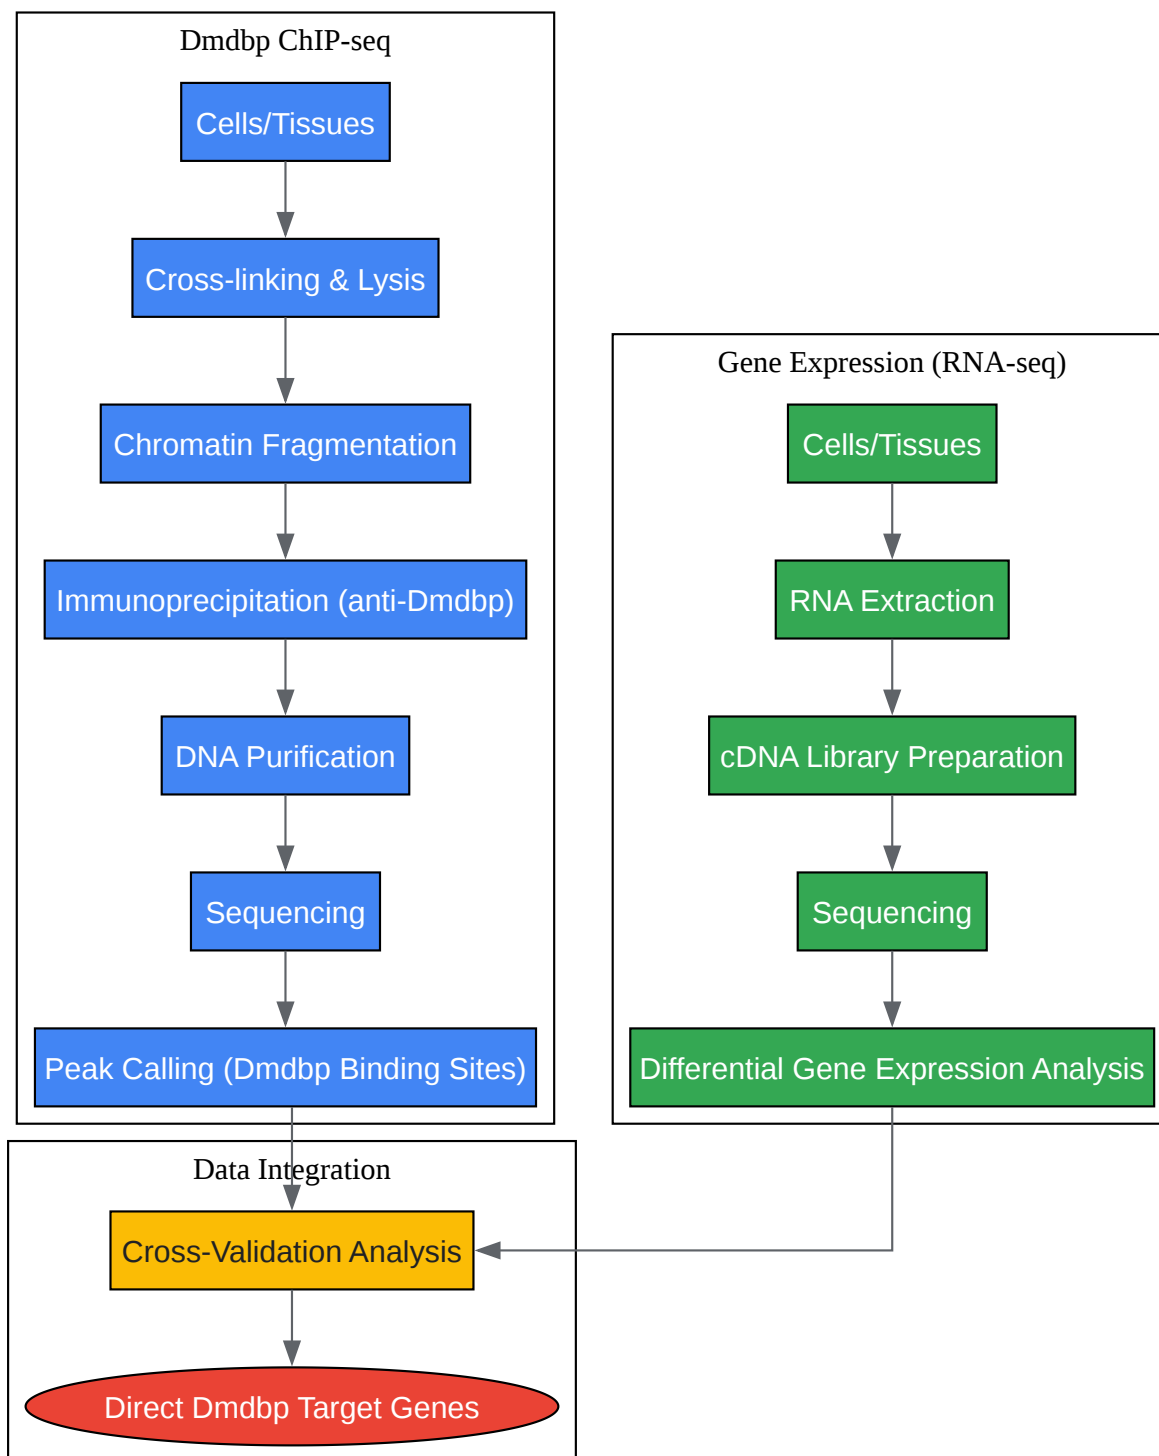 Dmdbp ChIP-seq
Cells/Tissues
Cross-linking & Lysis
Chromatin Fragmentation
Immunoprecipitation (anti-Dmdbp)
DNA Purification
Sequencing
Peak Calling (Dmdbp Binding Sites)
Gene Expression (RNA-seq)
Cells/Tissues
RNA Extraction
cDNA Library Preparation
Sequencing
Differential Gene Expression Analysis
Data Integration
Cross-Validation Analysis
Direct Dmdbp Target Genes